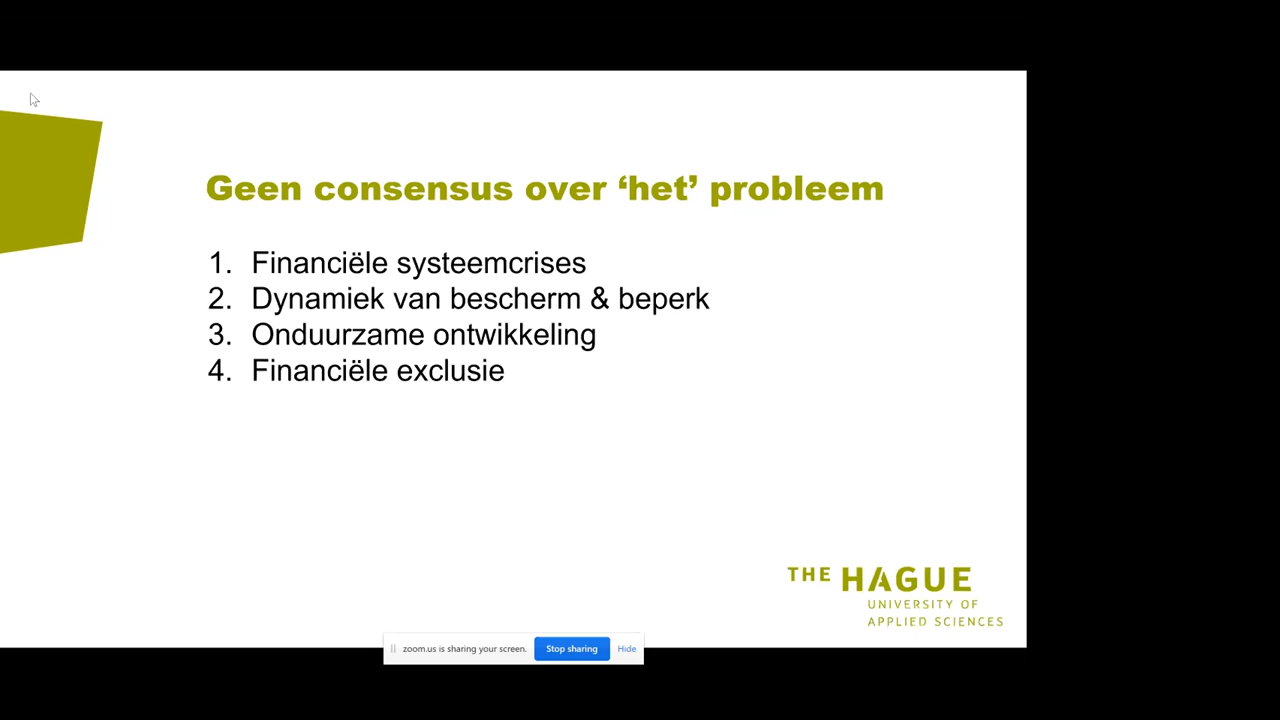 Geen consensus over ‘het’ probleem
1. Financiële systeemcrises
2. Dynamiek van bescherm & beperk
3. Onduurzame ontwikkeling
4. Financiële exclusie
THE HAGUE
UNIVERSITY OF
APPLIED SCIENCES
zoom.us is sharing your screen. Stop sharing Hide